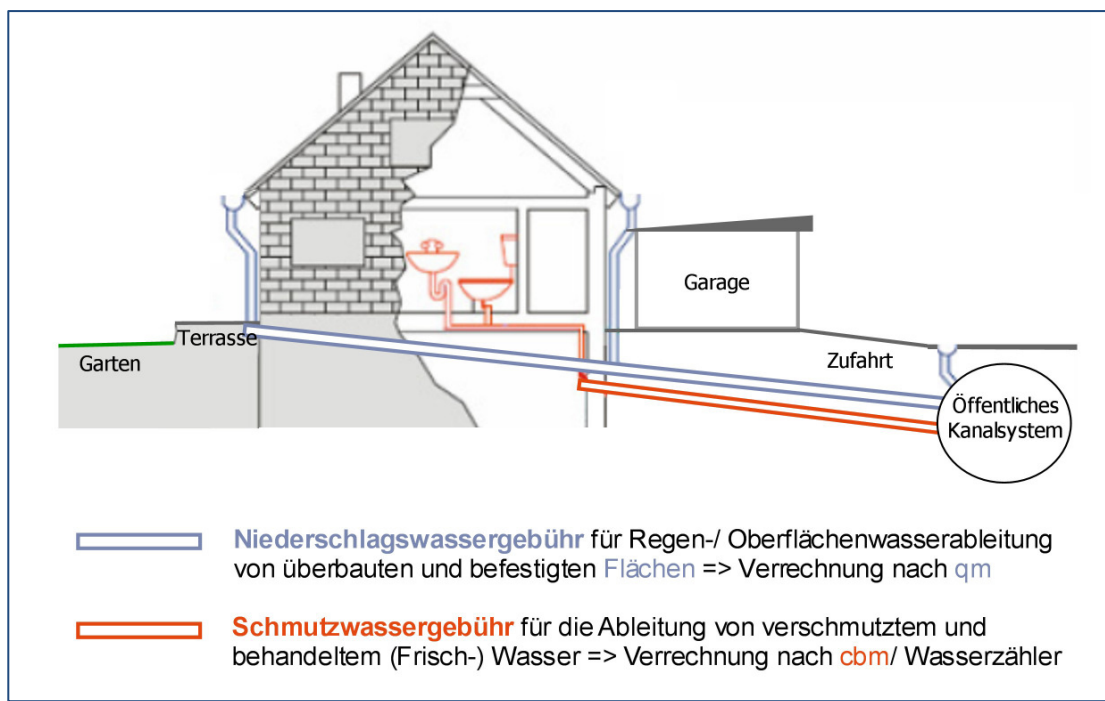 Garage
Terrasse
Garten
Zufahrt
Öffentliches
Kanalsystem
Niederschlagswassergebühr für Regen-/ Oberflächenwasserableitung
von überbauten und befestigten Flächen => Verrechnung nach qm
Schmutzwassergebühr für die Ableitung von verschmutztem und
behandeltem (Frisch-) Wasser => Verrechnung nach cbm/ Wasserzähler